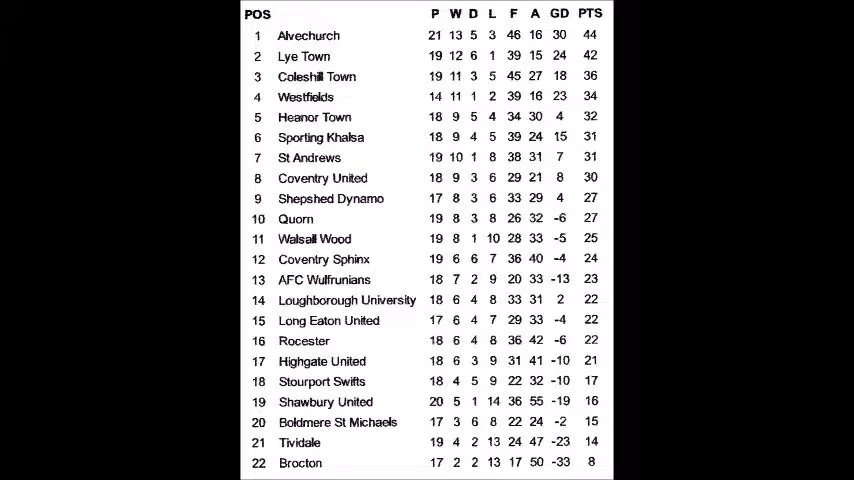 POS P W D L F A GD PTS
1 Alvechurch 21 13 5 3 46 16 30 44
2 Lye Town 19 12 6 1 39 15 24 42
3 Coleshill Town 19 11 3 5 45 27 18 36
4 Westfields 14 11 1 2 39 16 23 34
5 Heanor Town 18 9 5 4 34 30 4 32
6 Sporting Khalsa 18 9 4 5 39 24 15 31
7 St Andrews 19 10 1 8 38 31 7 31
8 Coventry United 18 9 3 6 29 21 8 30
9 Shepshed Dynamo 17 8 3 6 33 29 4 27
10 Quorn 19 8 3 8 26 32 -6 27
11 Walsall Wood 19 8 1 10 28 33 -5 25
12 Coventry Sphinx 19 6 6 7 36 40 -4 24
13 AFC Wulfrunians 18 7 2 9 20 33 -13 23
14 Loughborough University 18 6 4 8 33 31 2 22
15 Long Eaton United 17 6 4 7 29 33 -4 22
16 Rocester 18 6 4 8 36 42 -6 22
17 Highgate United 18 6 3 9 31 41 -10 21
18 Stourport Swifts 18 4 5 9 22 32 -10 17
19 Shawbury United 20 5 1 14 36 55 -19 16
20 Boldmere St Michaels 17 3 6 8 22 24 -2 15
21 Tividale 19 4 2 13 24 47 -23 14
22 Brocton 17 2 2 13 17 50 -33 8